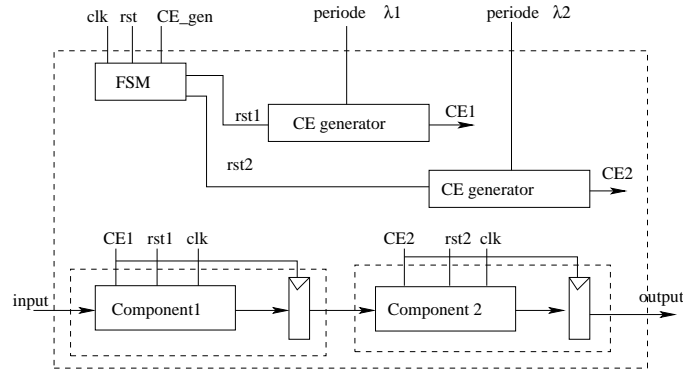 clk rst CE_gen
periode λ1
periode λ2
FSM
rst1
CE generator
CE1
rst2
CE generator
CE2
CE1 rst1 clk
CE2 rst2 clk
input
Component1
Component 2
output